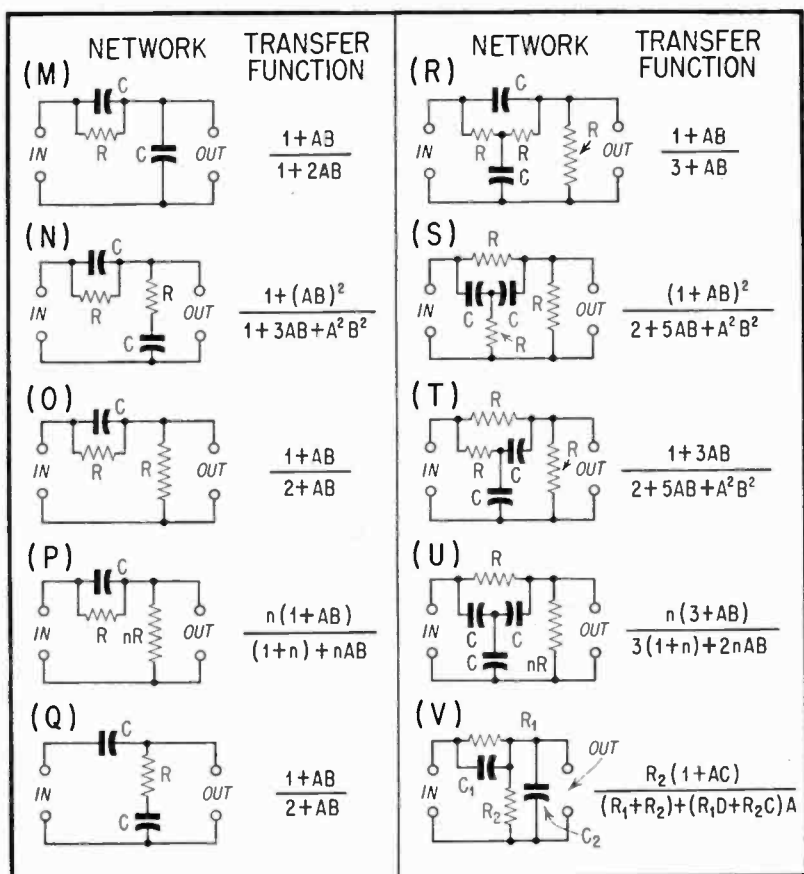 NETWORK TRANSFER FUNCTION
(M)
C
R
C
IN
OUT
1+AB
1+2AB
(N)
C
R
R
C
IN
OUT
1+(AB)²
1+3AB+A²B²
(O)
C
R
R
IN
OUT
1+AB
2+AB
(P)
C
R
nR
IN
OUT
n(1+AB)
(1+n)+nAB
(Q)
C
R
C
IN
OUT
1+AB
2+AB
NETWORK TRANSFER FUNCTION
(R)
C
R
R
R
C
IN
OUT
1+AB
3+AB
(S)
R
C
C
R
R
IN
OUT
(1+AB)²
2+5AB+A²B²
(T)
R
R
C
C
R
IN
OUT
1+3AB
2+5AB+A²B²
(U)
R
C
C
C
nR
IN
OUT
n(3+AB)
3(1+n)+2nAB
(V)
R₁
C₁
R₂
C₂
IN
OUT
R₂(1+AC)
(R₁+R₂)+(R₁D+R₂C)A